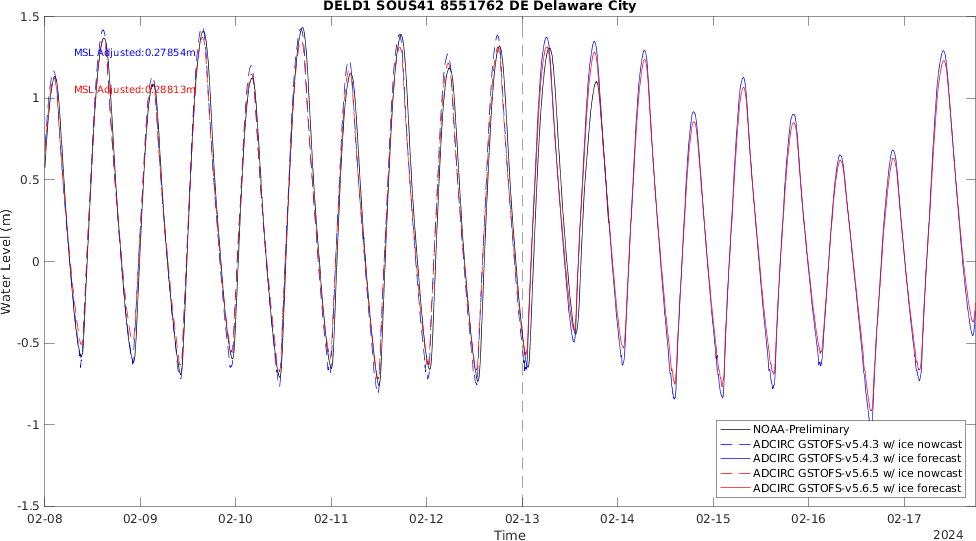 DELD1 SOUS41 8551762 DE Delaware City
1.5
MSL Adjusted:0.27854m
MSL Adjusted:0.28813m
1
0.5
0
-0.5
-1
-1.5
Water Level (m)
NOAA-Preliminary
ADCIRC GSTOFS-v5.4.3 w/ ice nowcast
ADCIRC GSTOFS-v5.4.3 w/ ice forecast
ADCIRC GSTOFS-v5.6.5 w/ ice nowcast
ADCIRC GSTOFS-v5.6.5 w/ ice forecast
02-08 02-09 02-10 02-11 02-12 02-13 02-14 02-15 02-16 02-17
Time
2024